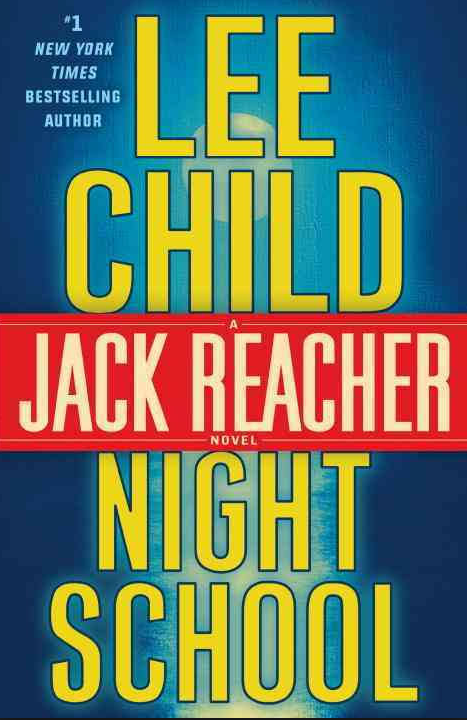 #1
NEW YORK
TIMES
BESTSELLING
AUTHOR
LEE
CHILD
A
JACK REACHER
NOVEL
NIGHT
SCHOOL